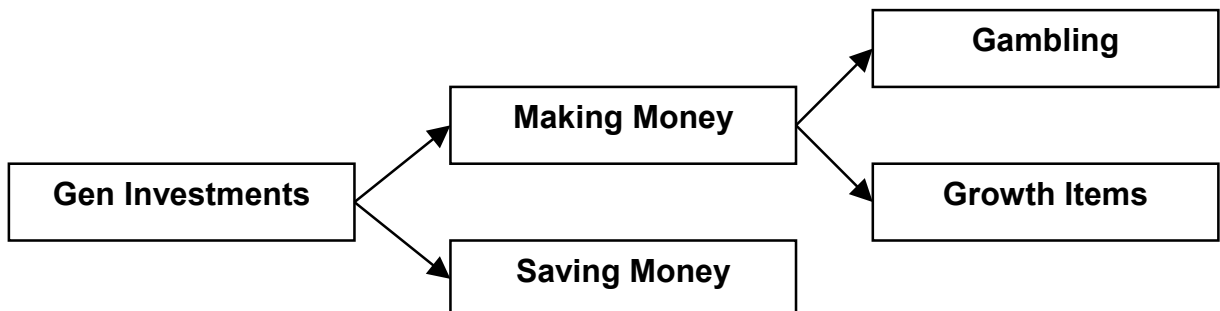 Gambling
Making Money
Gen Investments
Growth Items
Saving Money